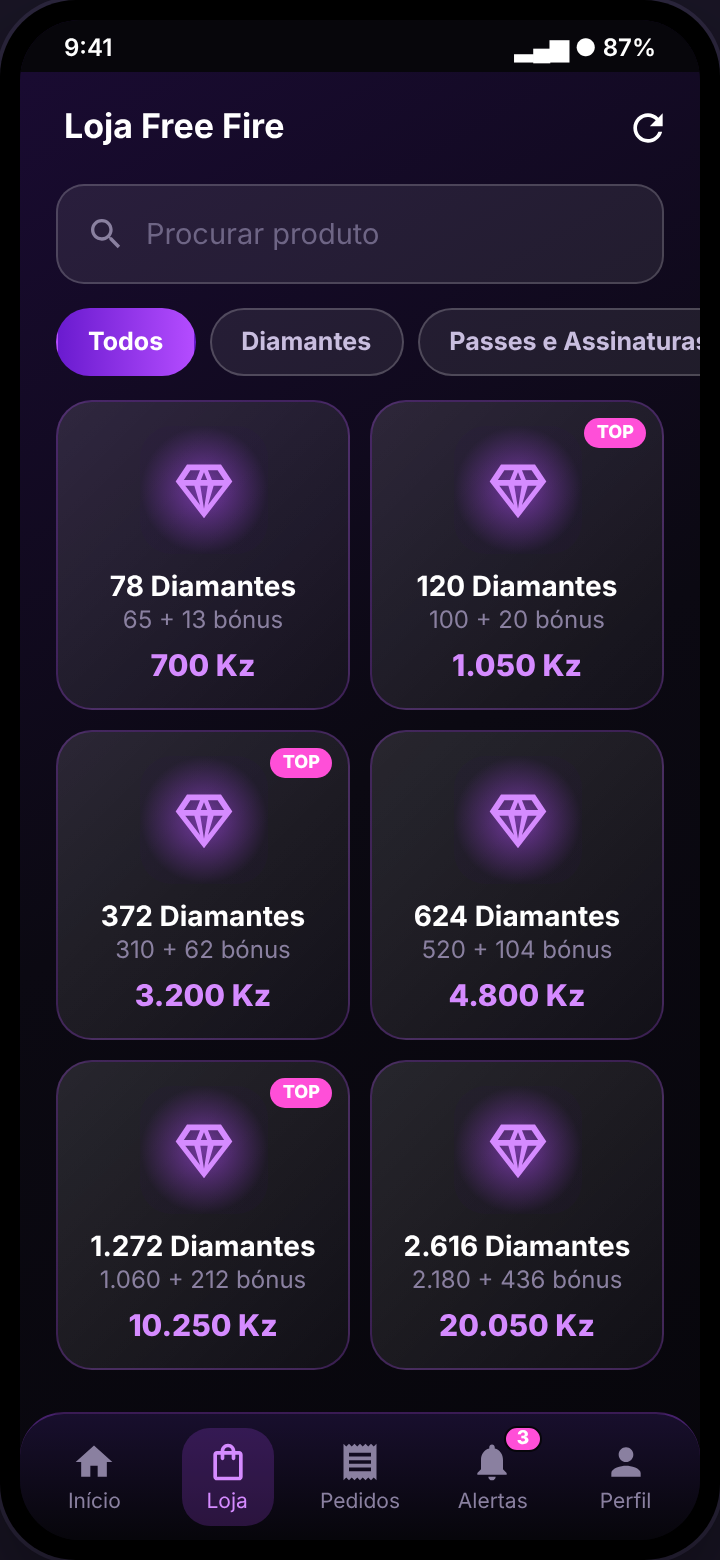 9:41
87%
Loja Free Fire
Procurar produto
Todos
Diamantes
Passes e Assinaturas
78 Diamantes
65 + 13 bónus
700 Kz
TOP
120 Diamantes
100 + 20 bónus
1.050 Kz
TOP
372 Diamantes
310 + 62 bónus
3.200 Kz
624 Diamantes
520 + 104 bónus
4.800 Kz
TOP
1.272 Diamantes
1.060 + 212 bónus
10.250 Kz
2.616 Diamantes
2.180 + 436 bónus
20.050 Kz
Início
Loja
Pedidos
3
Alertas
Perfil